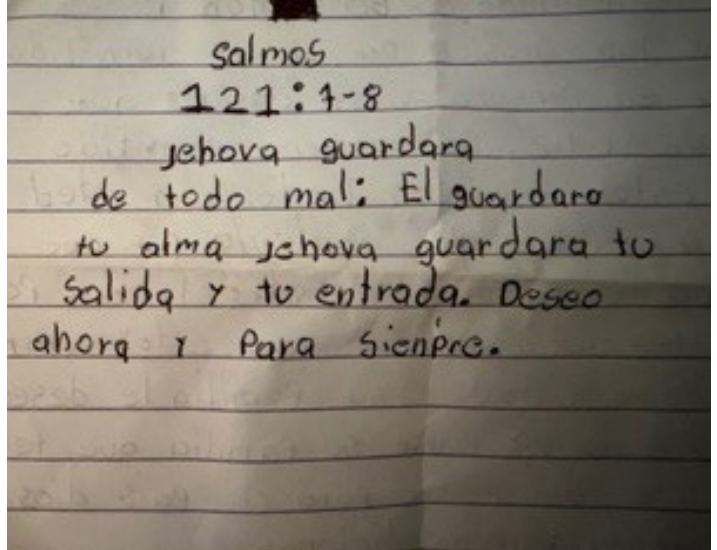 salmos
121:7-8
jehova guardara
de todo mal: El guardara
tu alma jehova guardara tu
salida y tu entrada. Deseo
ahora y Para sienpre.